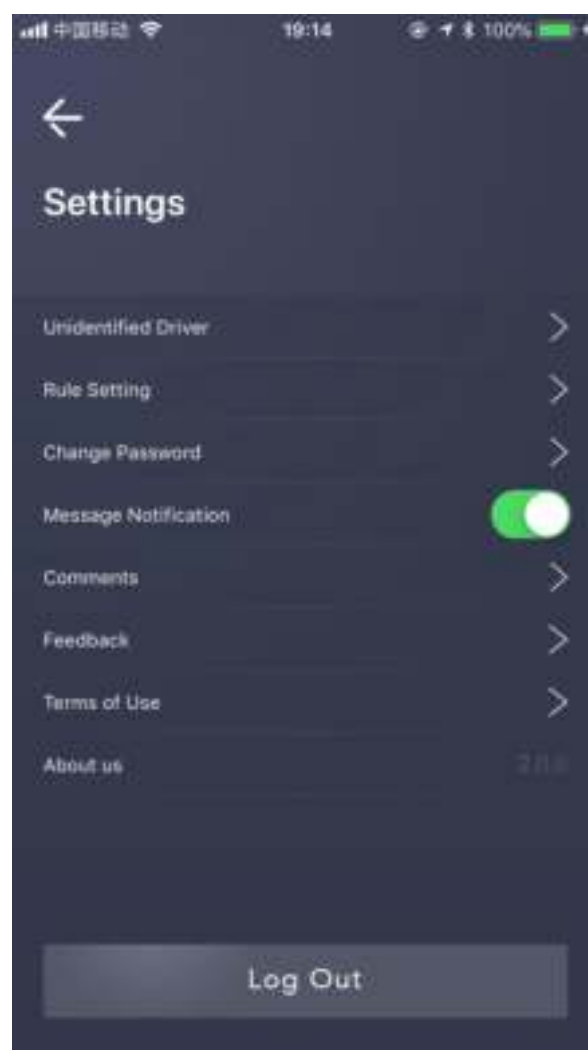 中国移动 19:14 100%
Settings
Unidentified Driver
Rule Setting
Change Password
Message Notification
Comments
Feedback
Terms of Use
About us
Log Out